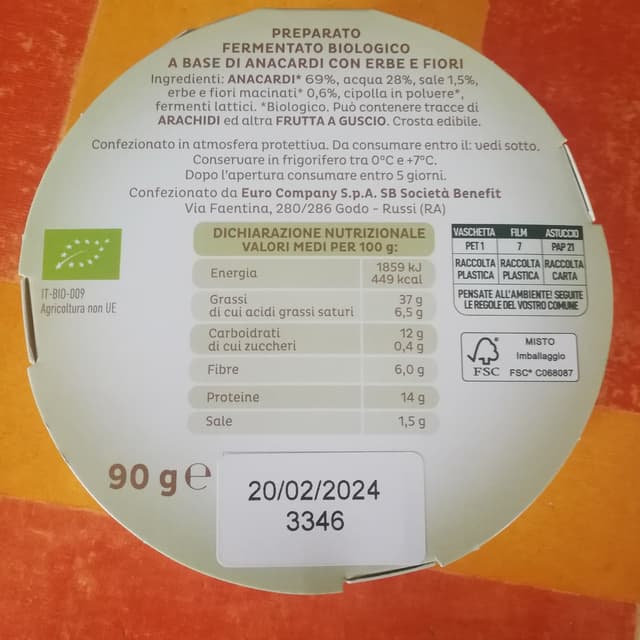 PREPARATO
FERMENTATO BIOLOGICO
A BASE DI ANACARDI CON ERBE E FIORI
Ingredienti: ANACARDI* 69%, acqua 28%, sale 1,5%,
erbe e fiori macinati* 0,6%, cipolla in polvere*,
fermenti lattici. *Biologico. Può contenere tracce di
ARACHIDI ed altra FRUTTA A GUSCIO. Crosta edibile.
Confezionato in atmosfera protettiva. Da consumare entro il: vedi sotto.
Conservare in frigorifero tra 0°C e +7°C.
Dopo l'apertura consumare entro 5 giorni.
Confezionato da Euro Company S.p.A. SB Società Benefit
Via Faentina, 280/286 Godo - Russi (RA)
IT-BIO-009
Agricoltura non UE
DICHIARAZIONE NUTRIZIONALE
VALORI MEDI PER 100 g:
Energia 1859 kJ
449 kcal
Grassi 37 g
di cui acidi grassi saturi 6,5 g
Carboidrati 12 g
di cui zuccheri 0,4 g
Fibre 6,0 g
Proteine 14 g
Sale 1,5 g
VASCHETTA FILM ASTUCCIO
PET 1 7 PAP 21
RACCOLTA RACCOLTA RACCOLTA
PLASTICA PLASTICA CARTA
PENSATE ALL'AMBIENTE! SEGUITE
LE REGOLE DEL VOSTRO COMUNE
FSC
MISTO
Imballaggio
FSC® C068087
90 g e
20/02/2024
3346